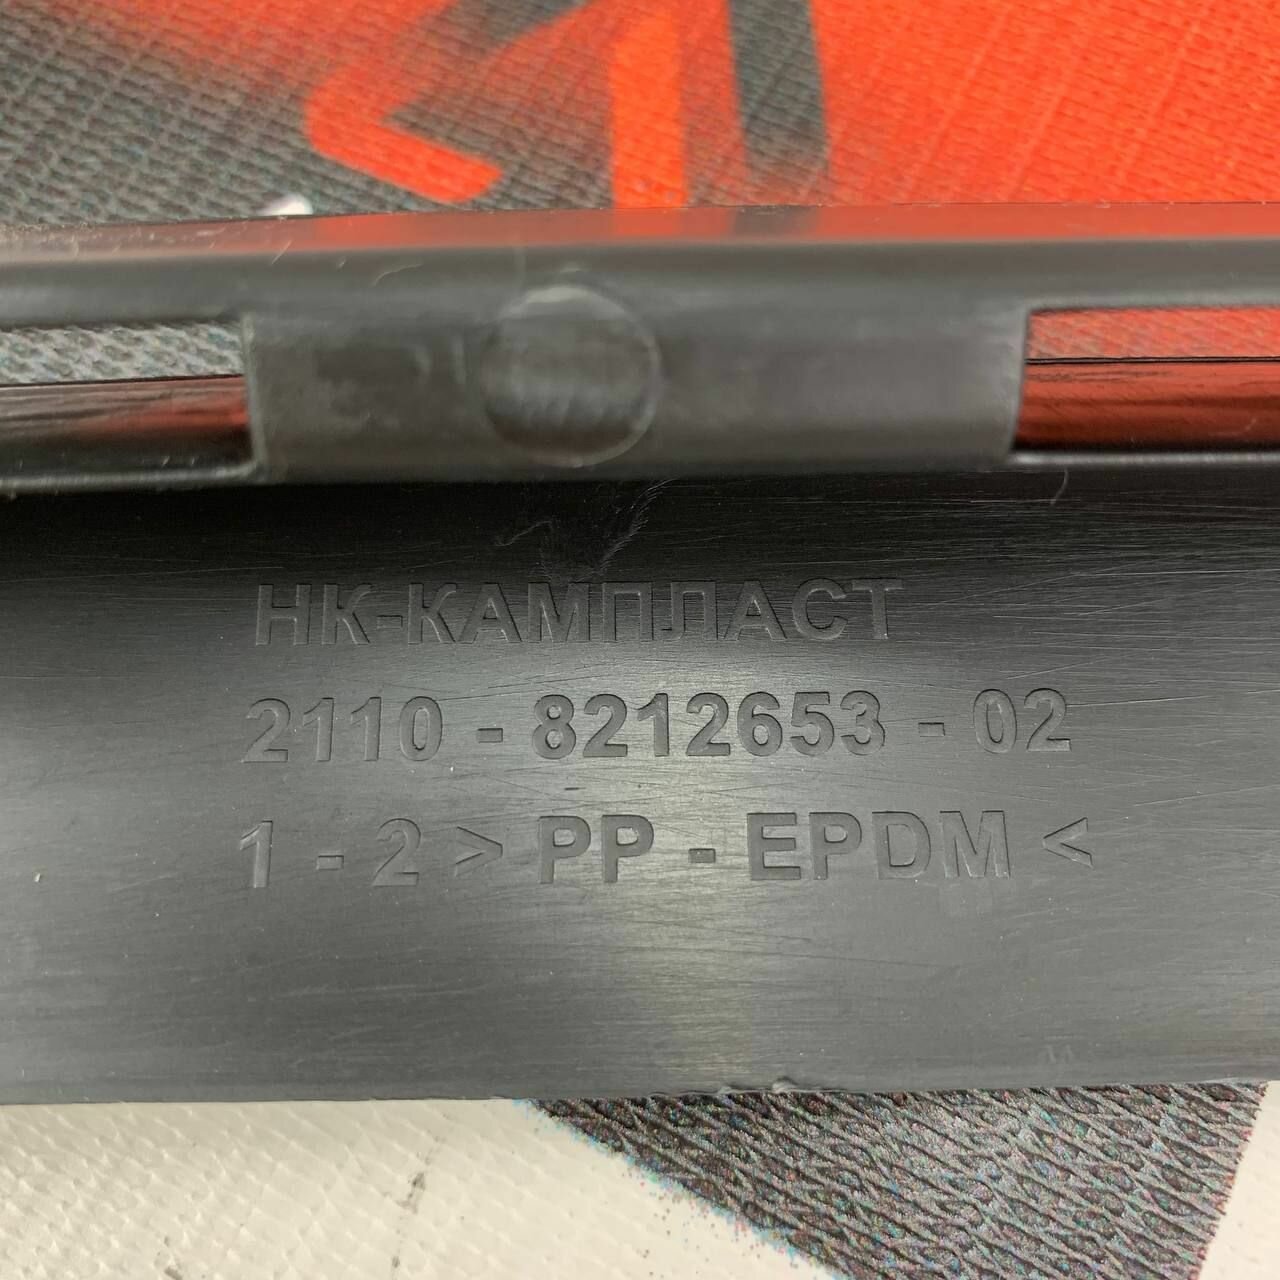 НК-КАМПЛАСТ
2110 - 8212653 - 02
1 - 2 > PP - EPDM <